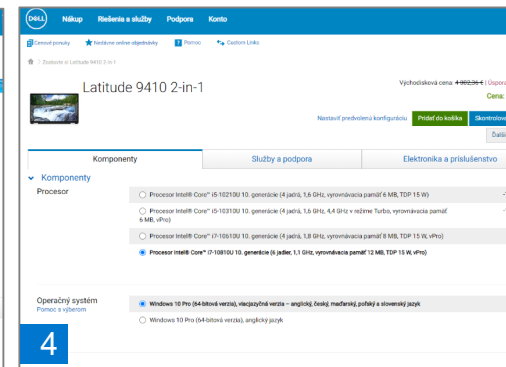 DELL Nákup Riešenia a služby Podpora Konto
Cenové ponuky Nedávne online objednávky Pomoc Custom Links
> Zostavte si Latitude 9410 2-in-1
Latitude 9410 2-in-1
Východisková cena: | Úspora
Cena:
Nastaviť predvolenú konfiguráciu Pridať do košíka Skontrolova
Ďalši
Komponenty Služby a podpora Elektronika a príslušenstvo
Komponenty
Procesor
Procesor Intel® Core™ i5-10210U 10. generácie (4 jadrá, 1,6 GHz, vyrovnávacia pamäť 6 MB, TDP 15 W)
Procesor Intel® Core™ i5-10310U 10. generácie (4 jadrá, 1,6 GHz, 4,4 GHz v režime Turbo, vyrovnávacia pamäť
6 MB, vPro)
Procesor Intel® Core™ i7-10610U 10. generácie (4 jadrá, 1,8 GHz, vyrovnávacia pamäť 8 MB, TDP 15 W, vPro)
Procesor Intel® Core™ i7-10810U 10. generácie (6 jadier, 1,1 GHz, vyrovnávacia pamäť 12 MB, TDP 15 W, vPro)
Operačný systém
Pomoc s výberom
Windows 10 Pro (64-bitová verzia), viacjazyčná verzia – anglický, český, maďarský, poľský a slovenský jazyk
Windows 10 Pro (64-bitová verzia), anglický jazyk
4